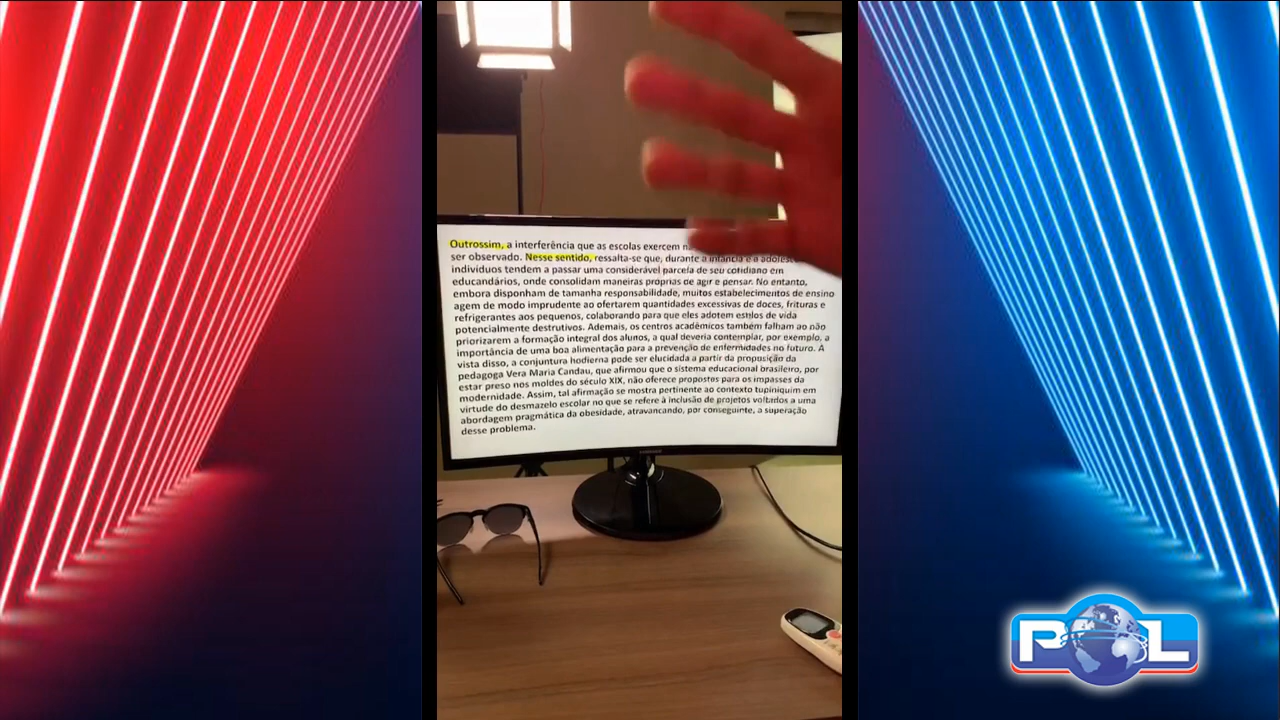 Outrossim, a interferência que as escolas exercem
ser observado. Nesse sentido, ressalta-se que, durante a infância e a
indivíduos tendem a passar uma considerável parcela de seu cotidiano em
educandários, onde consolidam maneiras próprias de agir e pensar. No entanto,
embora disponham de tamanha responsabilidade, muitos estabelecimentos de ensino
agem de modo imprudente ao ofertarem quantidades excessivas de doces, frituras e
refrigerantes aos pequenos, colaborando para que eles adotem estilos de vida
potencialmente destrutivos. Ademais, os centros acadêmicos também falham ao não
priorizarem a formação integral dos alunos, a qual deveria contemplar, por exemplo, a
importância de uma boa alimentação para a prevenção de enfermidades no futuro. A
vista disso, a conjuntura hodierna pode ser elucidada a partir da proposição da
pedagoga Vera Maria Candau, que afirmou que o sistema educacional brasileiro, por
estar preso nos moldes do século XIX, não oferece propostos para os impasses da
modernidade. Assim, tal afirmação se mostra pertinente ao contexto tupiniquim em
virtude do desmazelo escolar no que se refere à inclusão de projetos voltados a uma
abordagem pragmática da obesidade, atravancando, por conseguinte, a superação
desse problema.
SAMSUNG
POL